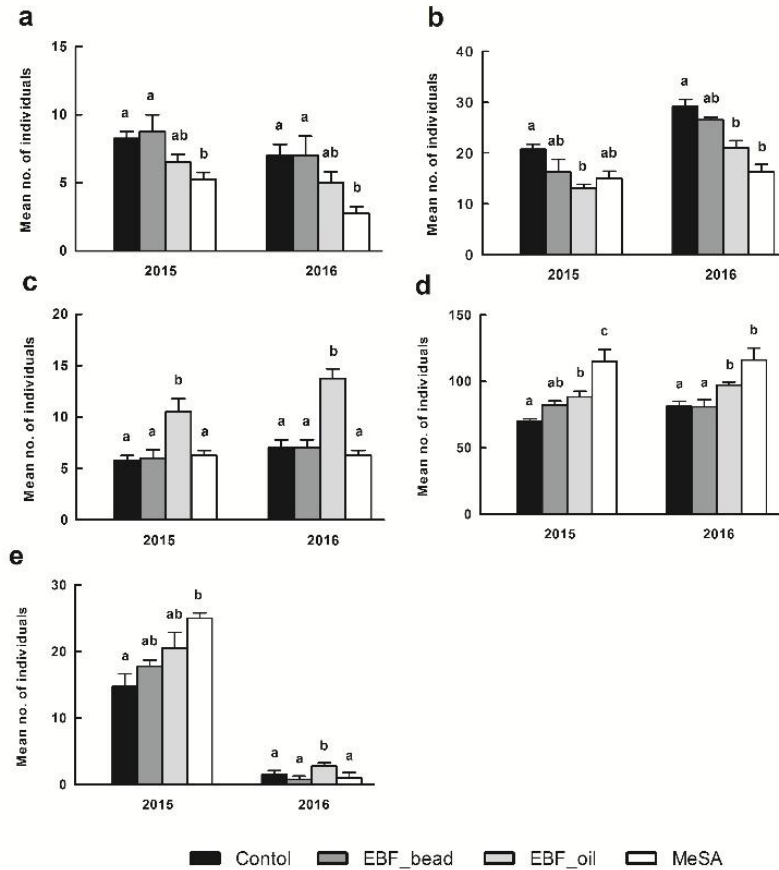 a
Mean no. of individuals
15
10
5
0
a a ab b
a a ab b
2015 2016
b
Mean no. of individuals
40
30
20
10
0
a ab b ab
a ab b b
2015 2016
c
Mean no. of individuals
20
15
10
5
0
a a b a
a a b a
2015 2016
d
Mean no. of individuals
150
100
50
0
a ab b c
a a b b
2015 2016
e
Mean no. of individuals
30
20
10
0
a ab ab b
a a b a
2015 2016
Contol EBF_bead EBF_oil MeSA